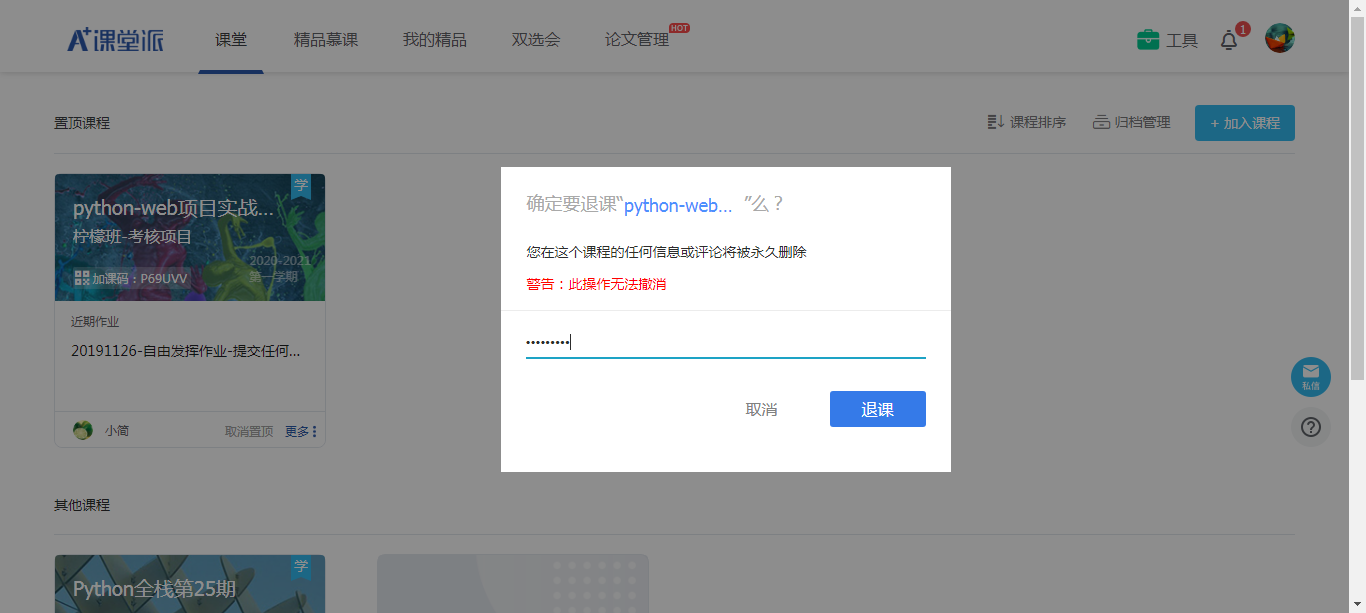 A+课堂派 课堂 精品慕课 我的精品 双选会 论文管理 HOT 工具 1
置顶课程 课程排序 归档管理 + 加入课程
学
python-web项目实战...
柠檬班-考核项目
2020-2021
第一学期
加课码：P69UVV
近期作业
20191126-自由发挥作业-提交任何...
小简 取消置顶 更多
确定要退课“python-web... ”么？
您在这个课程的任何信息或评论将被永久删除
警告：此操作无法撤消
•••••••••
取消 退课
私信
其他课程
学
Python全栈第25期